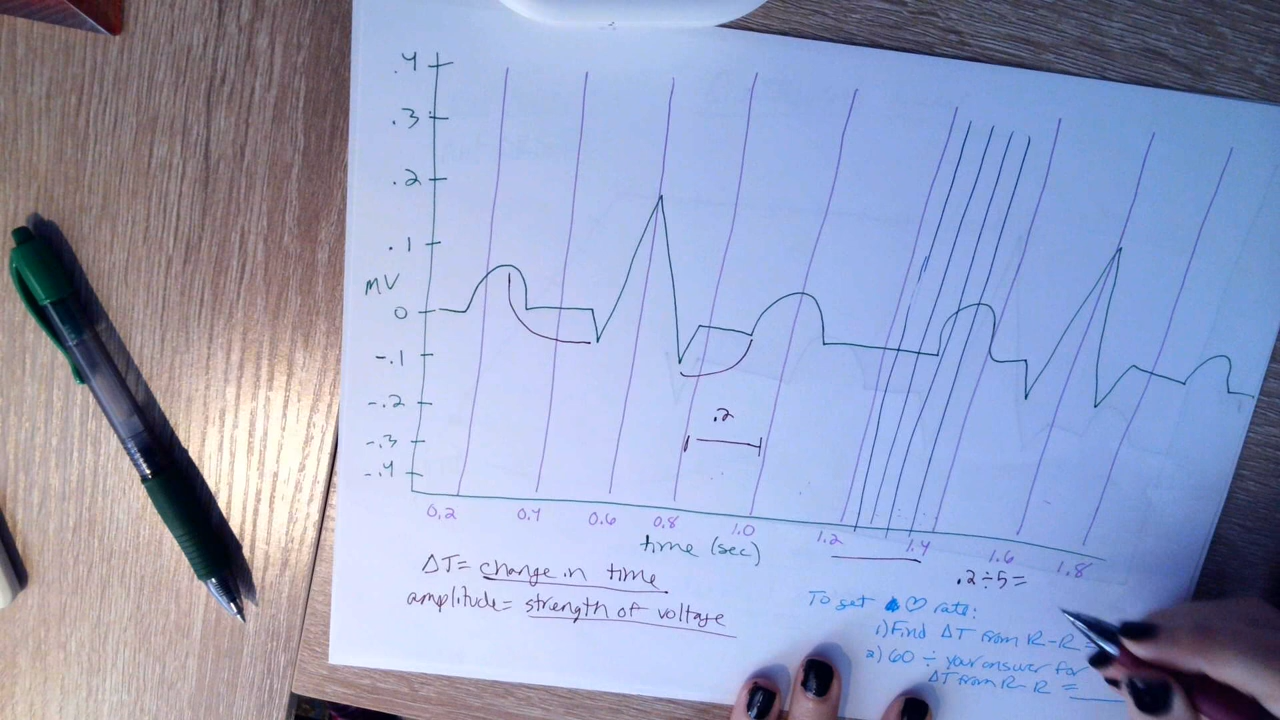 .4
.3
.2
.1
MV
0
-.1
-.2
-.3
-.4
.2
0.2 0.4 0.6 0.8 1.0 1.2 1.4 1.6 1.8
time (sec)
ΔT= change in time
amplitude= strength of voltage
.2÷5=
To get ♡ rate:
1) Find ΔT from R-R =
2) 60 ÷ your answer for
ΔT from R-R =